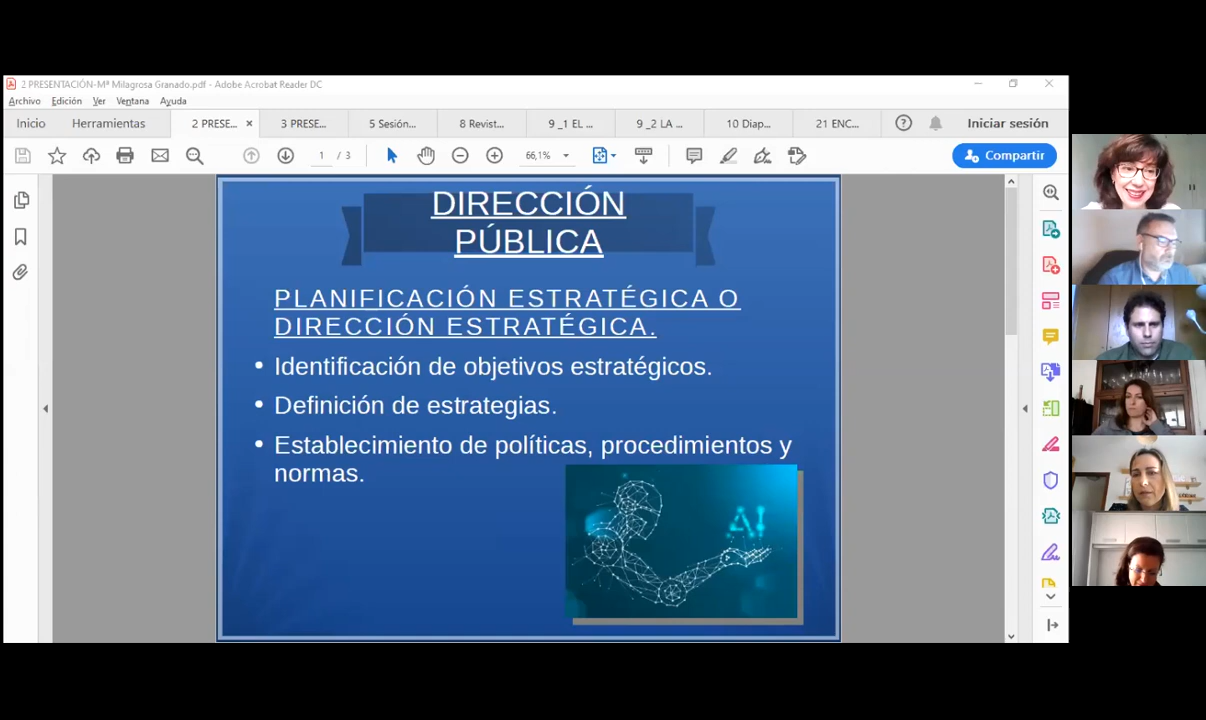 2 PRESENTACIÓN-Mª Milagrosa Granado.pdf - Adobe Acrobat Reader DC
Archivo Edición Ver Ventana Ayuda
Inicio Herramientas 2 PRESE... × 3 PRESE... 5 Sesión... 8 Revist... 9 _1 EL ... 9 _2 LA ... 10 Diap... 21 ENC... Iniciar sesión
1 / 3 66,1% Compartir
DIRECCIÓN
PÚBLICA
PLANIFICACIÓN ESTRATÉGICA O
DIRECCIÓN ESTRATÉGICA.
• Identificación de objetivos estratégicos.
• Definición de estrategias.
• Establecimiento de políticas, procedimientos y
normas.
AI